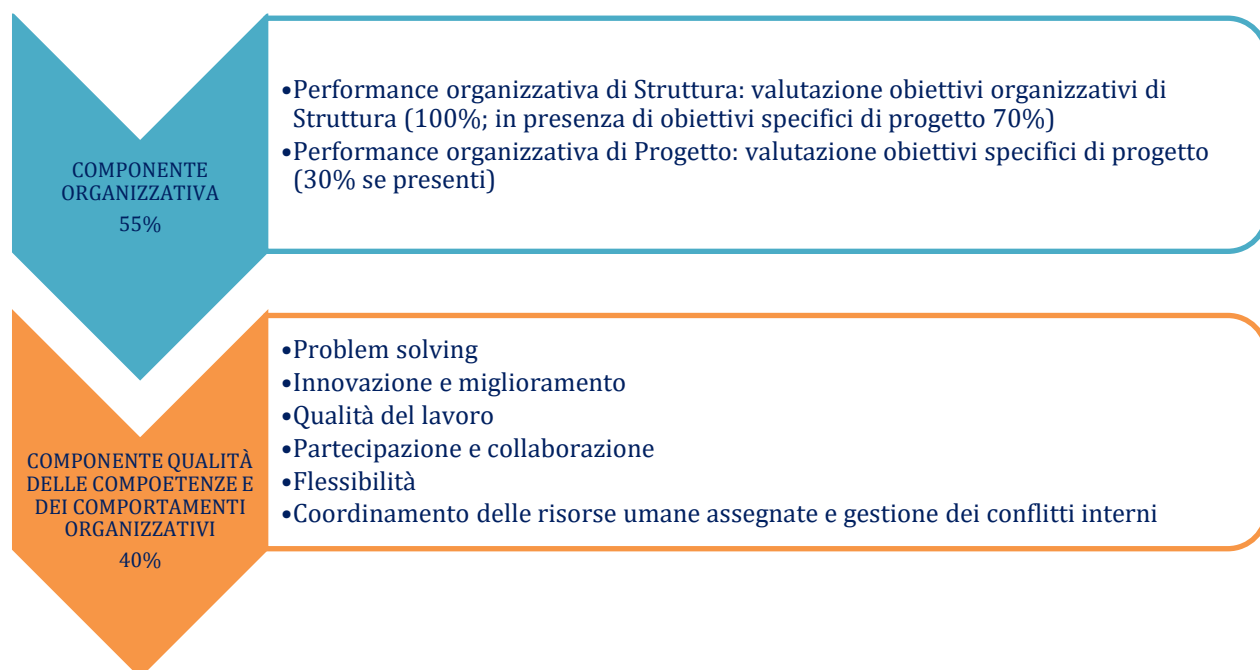 COMPONENTE
ORGANIZZATIVA
55%
•Performance organizzativa di Struttura: valutazione obiettivi organizzativi di
Struttura (100%; in presenza di obiettivi specifici di progetto 70%)
•Performance organizzativa di Progetto: valutazione obiettivi specifici di progetto
(30% se presenti)
COMPONENTE QUALITÀ
DELLE COMPOETENZE E
DEI COMPORTAMENTI
ORGANIZZATIVI
40%
•Problem solving
•Innovazione e miglioramento
•Qualità del lavoro
•Partecipazione e collaborazione
•Flessibilità
•Coordinamento delle risorse umane assegnate e gestione dei conflitti interni